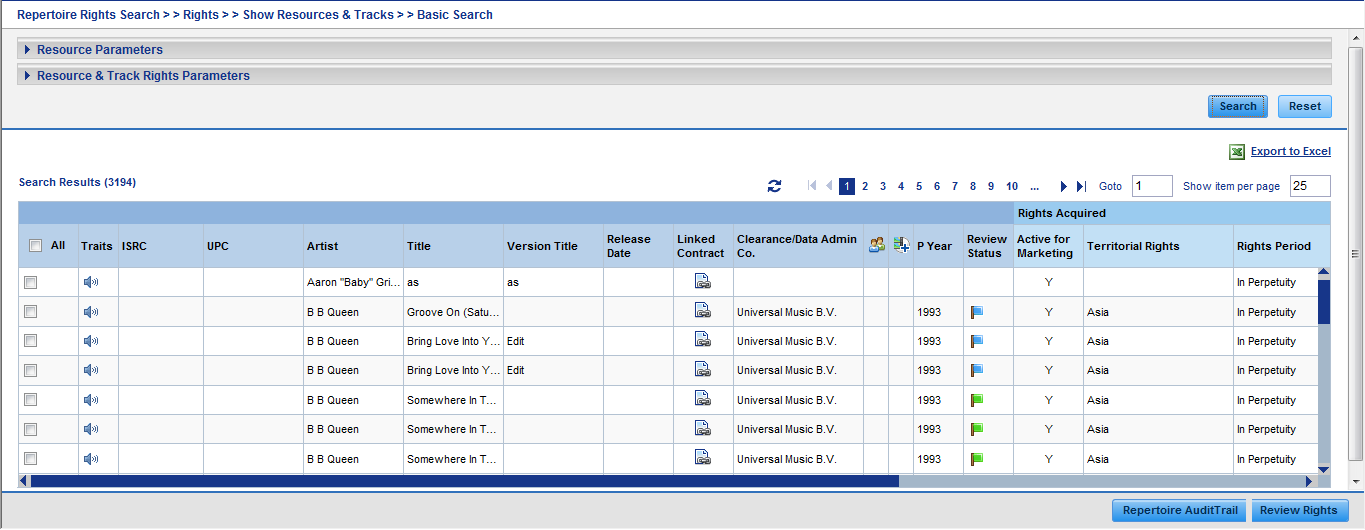 Repertoire Rights Search > > Rights > > Show Resources & Tracks > > Basic Search
Resource Parameters
Resource & Track Rights Parameters
Search Reset
Export to Excel
Search Results (3194) 1 2 3 4 5 6 7 8 9 10 ... Goto 1 Show item per page 25
Rights Acquired
All Traits ISRC UPC Artist Title Version Title Release Date Linked Contract Clearance/Data Admin Co. P Year Review Status Active for Marketing Territorial Rights Rights Period
Aaron "Baby" Gri... as as Y In Perpetuity
B B Queen Groove On (Satu... Universal Music B.V. 1993 Y Asia In Perpetuity
B B Queen Bring Love Into Y... Edit Universal Music B.V. 1993 Y Asia In Perpetuity
B B Queen Bring Love Into Y... Edit Universal Music B.V. 1993 Y Asia In Perpetuity
B B Queen Somewhere In T... Universal Music B.V. 1993 Y Asia In Perpetuity
B B Queen Somewhere In T... Universal Music B.V. 1993 Y Asia In Perpetuity
B B Queen Somewhere In T... Universal Music B.V. 1993 Y Asia In Perpetuity
Repertoire AuditTrail Review Rights